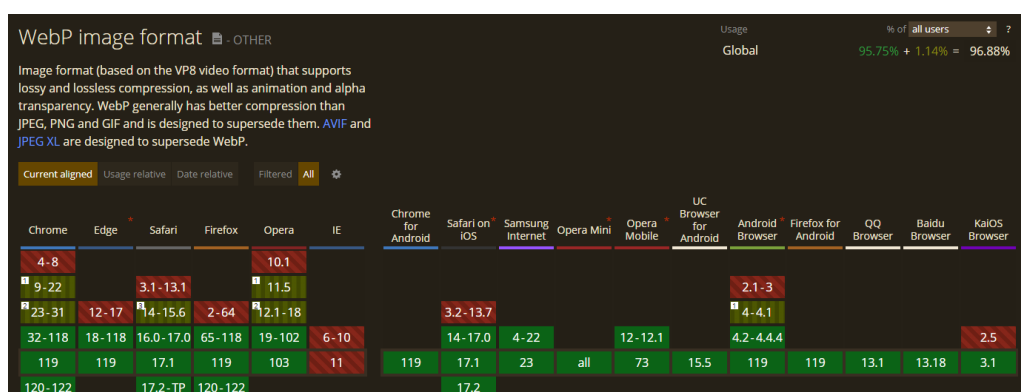 WebP image format - OTHER
Usage % of all users ?
Global 95.75% + 1.14% = 96.88%
Image format (based on the VP8 video format) that supports
lossy and lossless compression, as well as animation and alpha
transparency. WebP generally has better compression than
JPEG, PNG and GIF and is designed to supersede them. AVIF and
JPEG XL are designed to supersede WebP.
Current aligned Usage relative Date relative Filtered All
Chrome Edge * Safari Firefox Opera IE Chrome for Android Safari on iOS * Samsung Internet Opera Mini * Opera Mobile * UC Browser for Android Android Browser * Firefox for Android QQ Browser Baidu Browser KaiOS Browser
4-8 10.1
1 9-22 3.1-13.1 1 11.5 2.1-3
2 23-31 12-17 3 14-15.6 2-64 2 12.1-18 3.2-13.7 1 4-4.1
32-118 18-118 16.0-17.0 65-118 19-102 6-10 14-17.0 4-22 12-12.1 4.2-4.4.4 2.5
119 119 17.1 119 103 11 119 17.1 23 all 73 15.5 119 119 13.1 13.18 3.1
120-122 17.2-TP 120-122 17.2